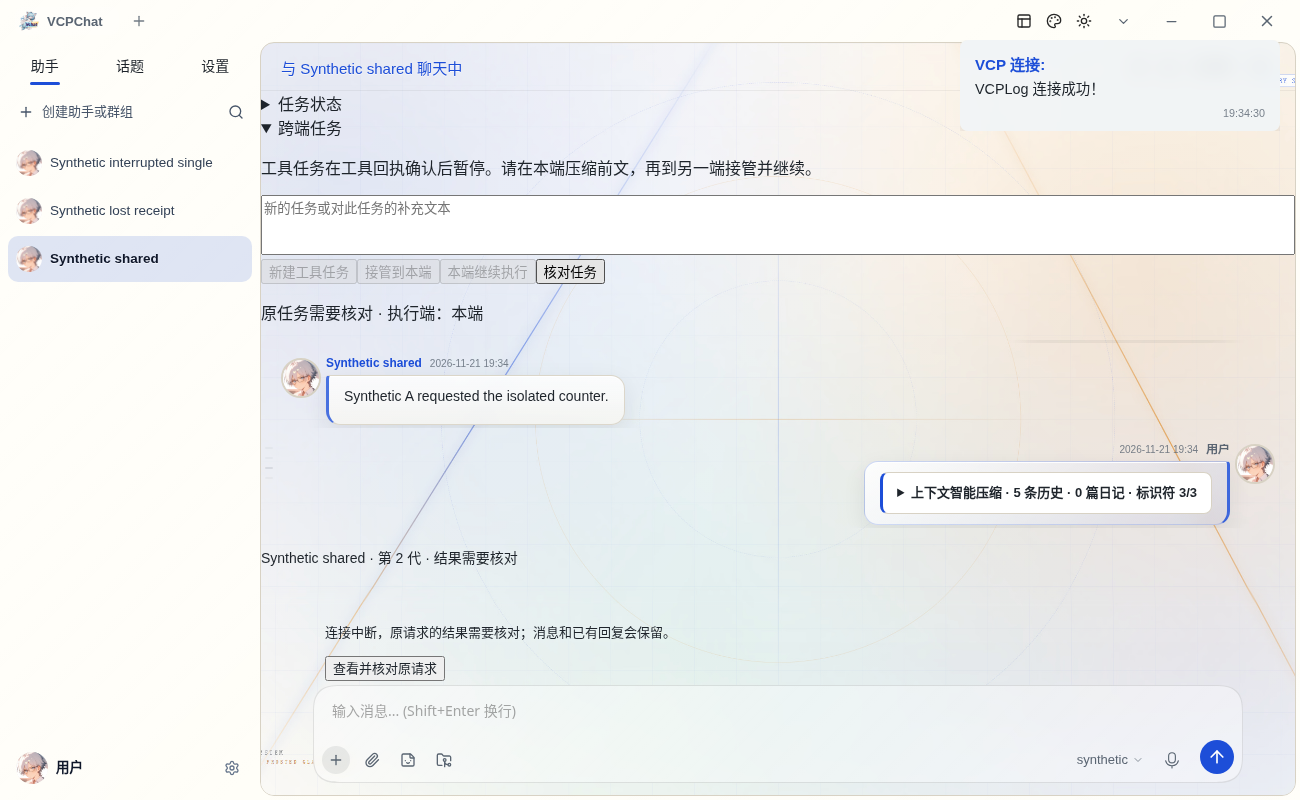 VCPChat
助手 话题 设置
创建助手或群组
Synthetic interrupted single
Synthetic lost receipt
Synthetic shared
用户
与 Synthetic shared 聊天中
VCP 连接:
VCPLog 连接成功!
19:34:30
任务状态
跨端任务
工具任务在工具回执确认后暂停。请在本端压缩前文，再到另一端接管并继续。
新的任务或对此任务的补充文本
新建工具任务 接管到本端 本端继续执行 核对任务
原任务需要核对 · 执行端：本端
Synthetic shared 2026-11-21 19:34
Synthetic A requested the isolated counter.
2026-11-21 19:34 用户
上下文智能压缩 · 5 条历史 · 0 篇日记 · 标识符 3/3
Synthetic shared · 第 2 代 · 结果需要核对
连接中断，原请求的结果需要核对；消息和已有回复会保留。
查看并核对原请求
输入消息... (Shift+Enter 换行)
synthetic